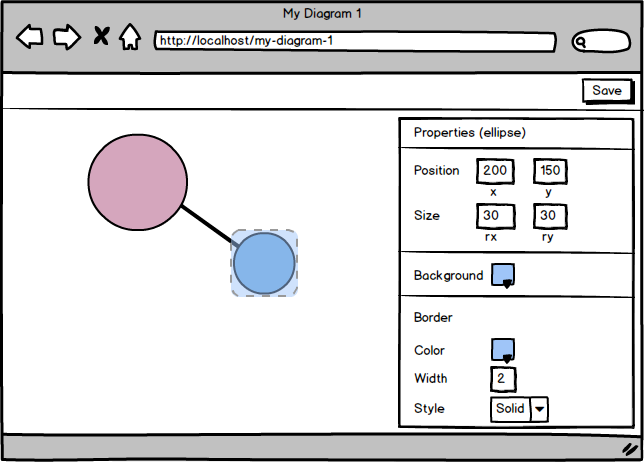 My Diagram 1
http://localhost/my-diagram-1
Save
Properties (ellipse)
Position 200 150
x y
Size 30 30
rx ry
Background
Border
Color
Width 2
Style Solid